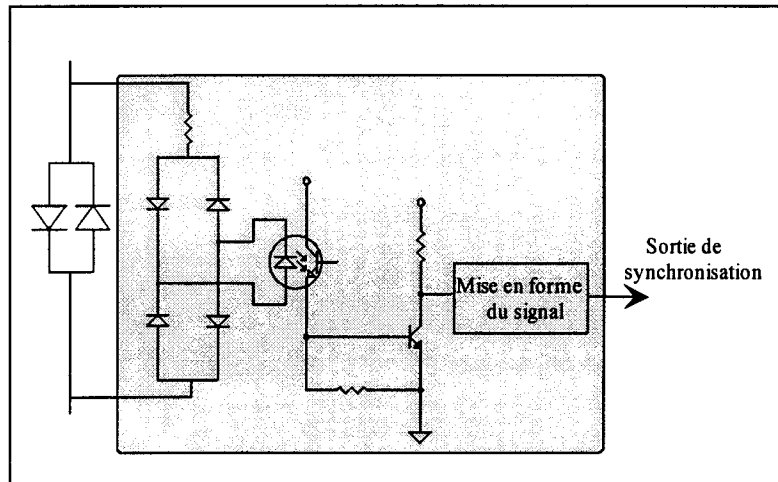 Mise en forme
du signal
Sortie de
synchronisation